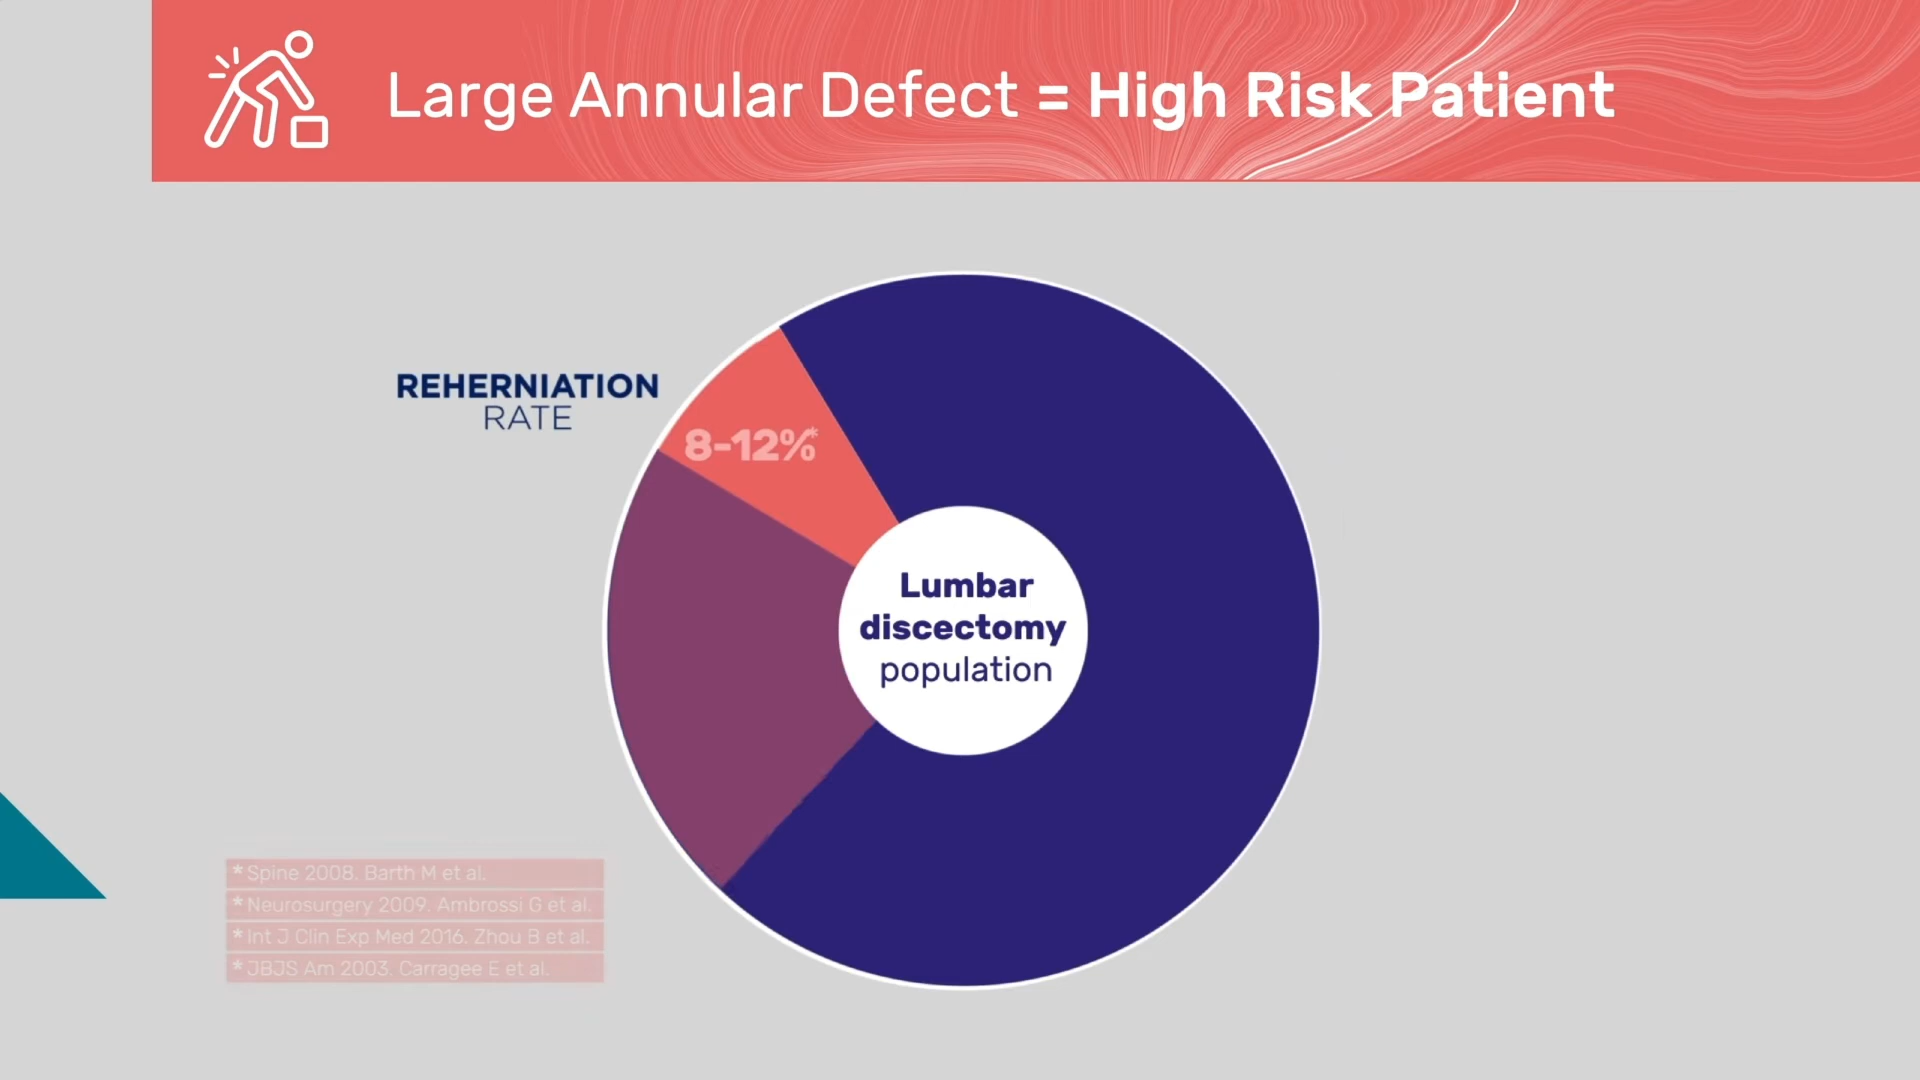 Large Annular Defect = High Risk Patient
REHERNIATION
RATE
8-12%*
Lumbar
discectomy
population
* Spine 2008. Barth M et al.
* Neurosurgery 2009. Ambrossi G et al.
* Int J Clin Exp Med 2016. Zhou B et al.
* JBJS Am 2003. Carragee E et al.